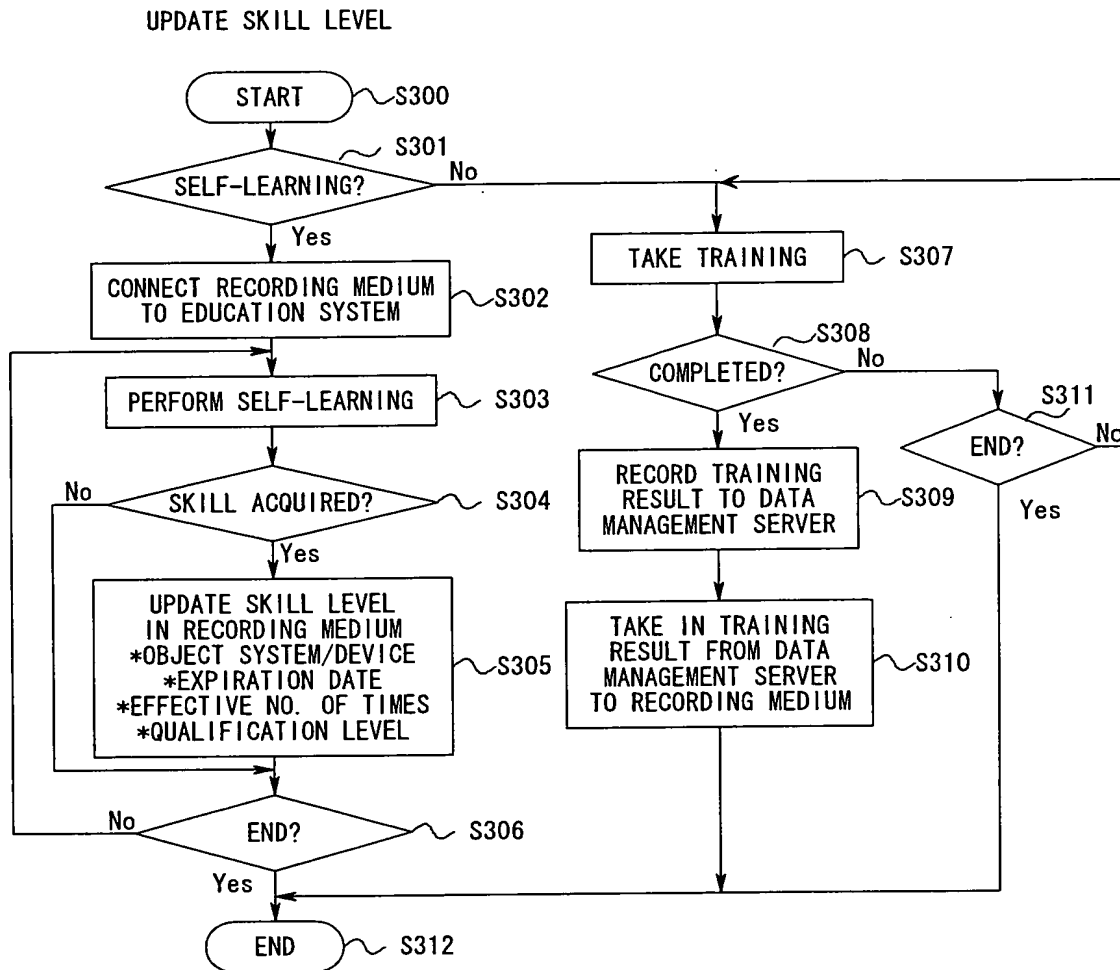 UPDATE SKILL LEVEL
START
S300
S301
SELF-LEARNING?
No
Yes
CONNECT RECORDING MEDIUM
TO EDUCATION SYSTEM
S302
PERFORM SELF-LEARNING
S303
No
SKILL ACQUIRED?
S304
Yes
UPDATE SKILL LEVEL
IN RECORDING MEDIUM
*OBJECT SYSTEM/DEVICE
*EXPIRATION DATE
*EFFECTIVE NO. OF TIMES
*QUALIFICATION LEVEL
S305
No
END?
S306
Yes
END
S312
TAKE TRAINING
S307
S308
COMPLETED?
No
Yes
S311
END?
No
Yes
RECORD TRAINING
RESULT TO DATA
MANAGEMENT SERVER
S309
TAKE IN TRAINING
RESULT FROM DATA
MANAGEMENT SERVER
TO RECORDING MEDIUM
S310